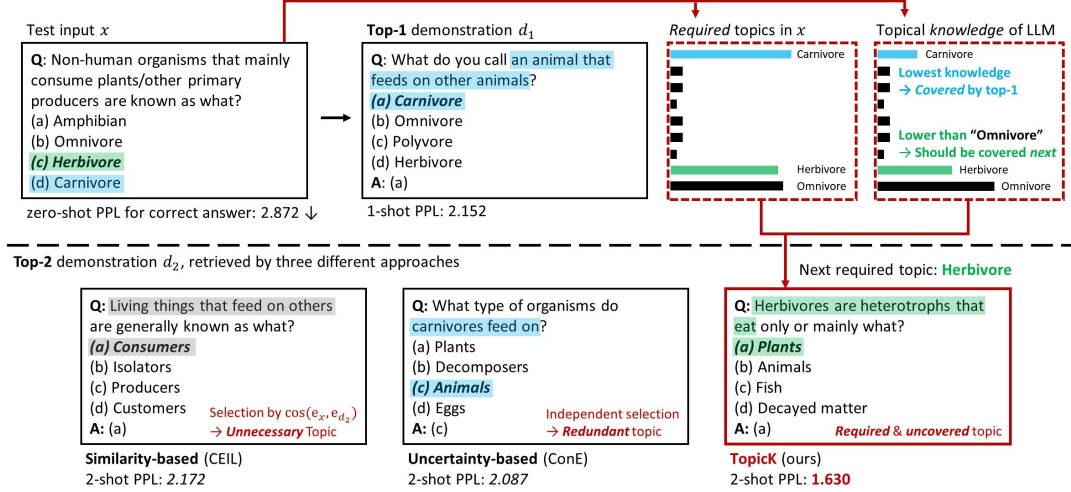 Test input x
Q: Non-human organisms that mainly
consume plants/other primary
producers are known as what?
(a) Amphibian
(b) Omnivore
(c) Herbivore
(d) Carnivore
zero-shot PPL for correct answer: 2.872 ↓
Top-1 demonstration d₁
Q: What do you call an animal that
feeds on other animals?
(a) Carnivore
(b) Omnivore
(c) Polyvore
(d) Herbivore
A: (a)
1-shot PPL: 2.152
Required topics in x
Carnivore
Herbivore
Omnivore
Topical knowledge of LLM
Carnivore
Lowest knowledge
→ Covered by top-1
Lower than “Omnivore”
→ Should be covered next
Herbivore
Omnivore
Top-2 demonstration d₂, retrieved by three different approaches
Next required topic: Herbivore
Q: Living things that feed on others
are generally known as what?
(a) Consumers
(b) Isolators
(c) Producers
(d) Customers
A: (a)
Selection by cos(eₓ, e_d₂)
→ Unnecessary Topic
Similarity-based (CEIL)
2-shot PPL: 2.172
Q: What type of organisms do
carnivores feed on?
(a) Plants
(b) Decomposers
(c) Animals
(d) Eggs
A: (c)
Independent selection
→ Redundant topic
Uncertainty-based (ConE)
2-shot PPL: 2.087
Q: Herbivores are heterotrophs that
eat only or mainly what?
(a) Plants
(b) Animals
(c) Fish
(d) Decayed matter
A: (a)
Required & uncovered topic
TopicK (ours)
2-shot PPL: 1.630